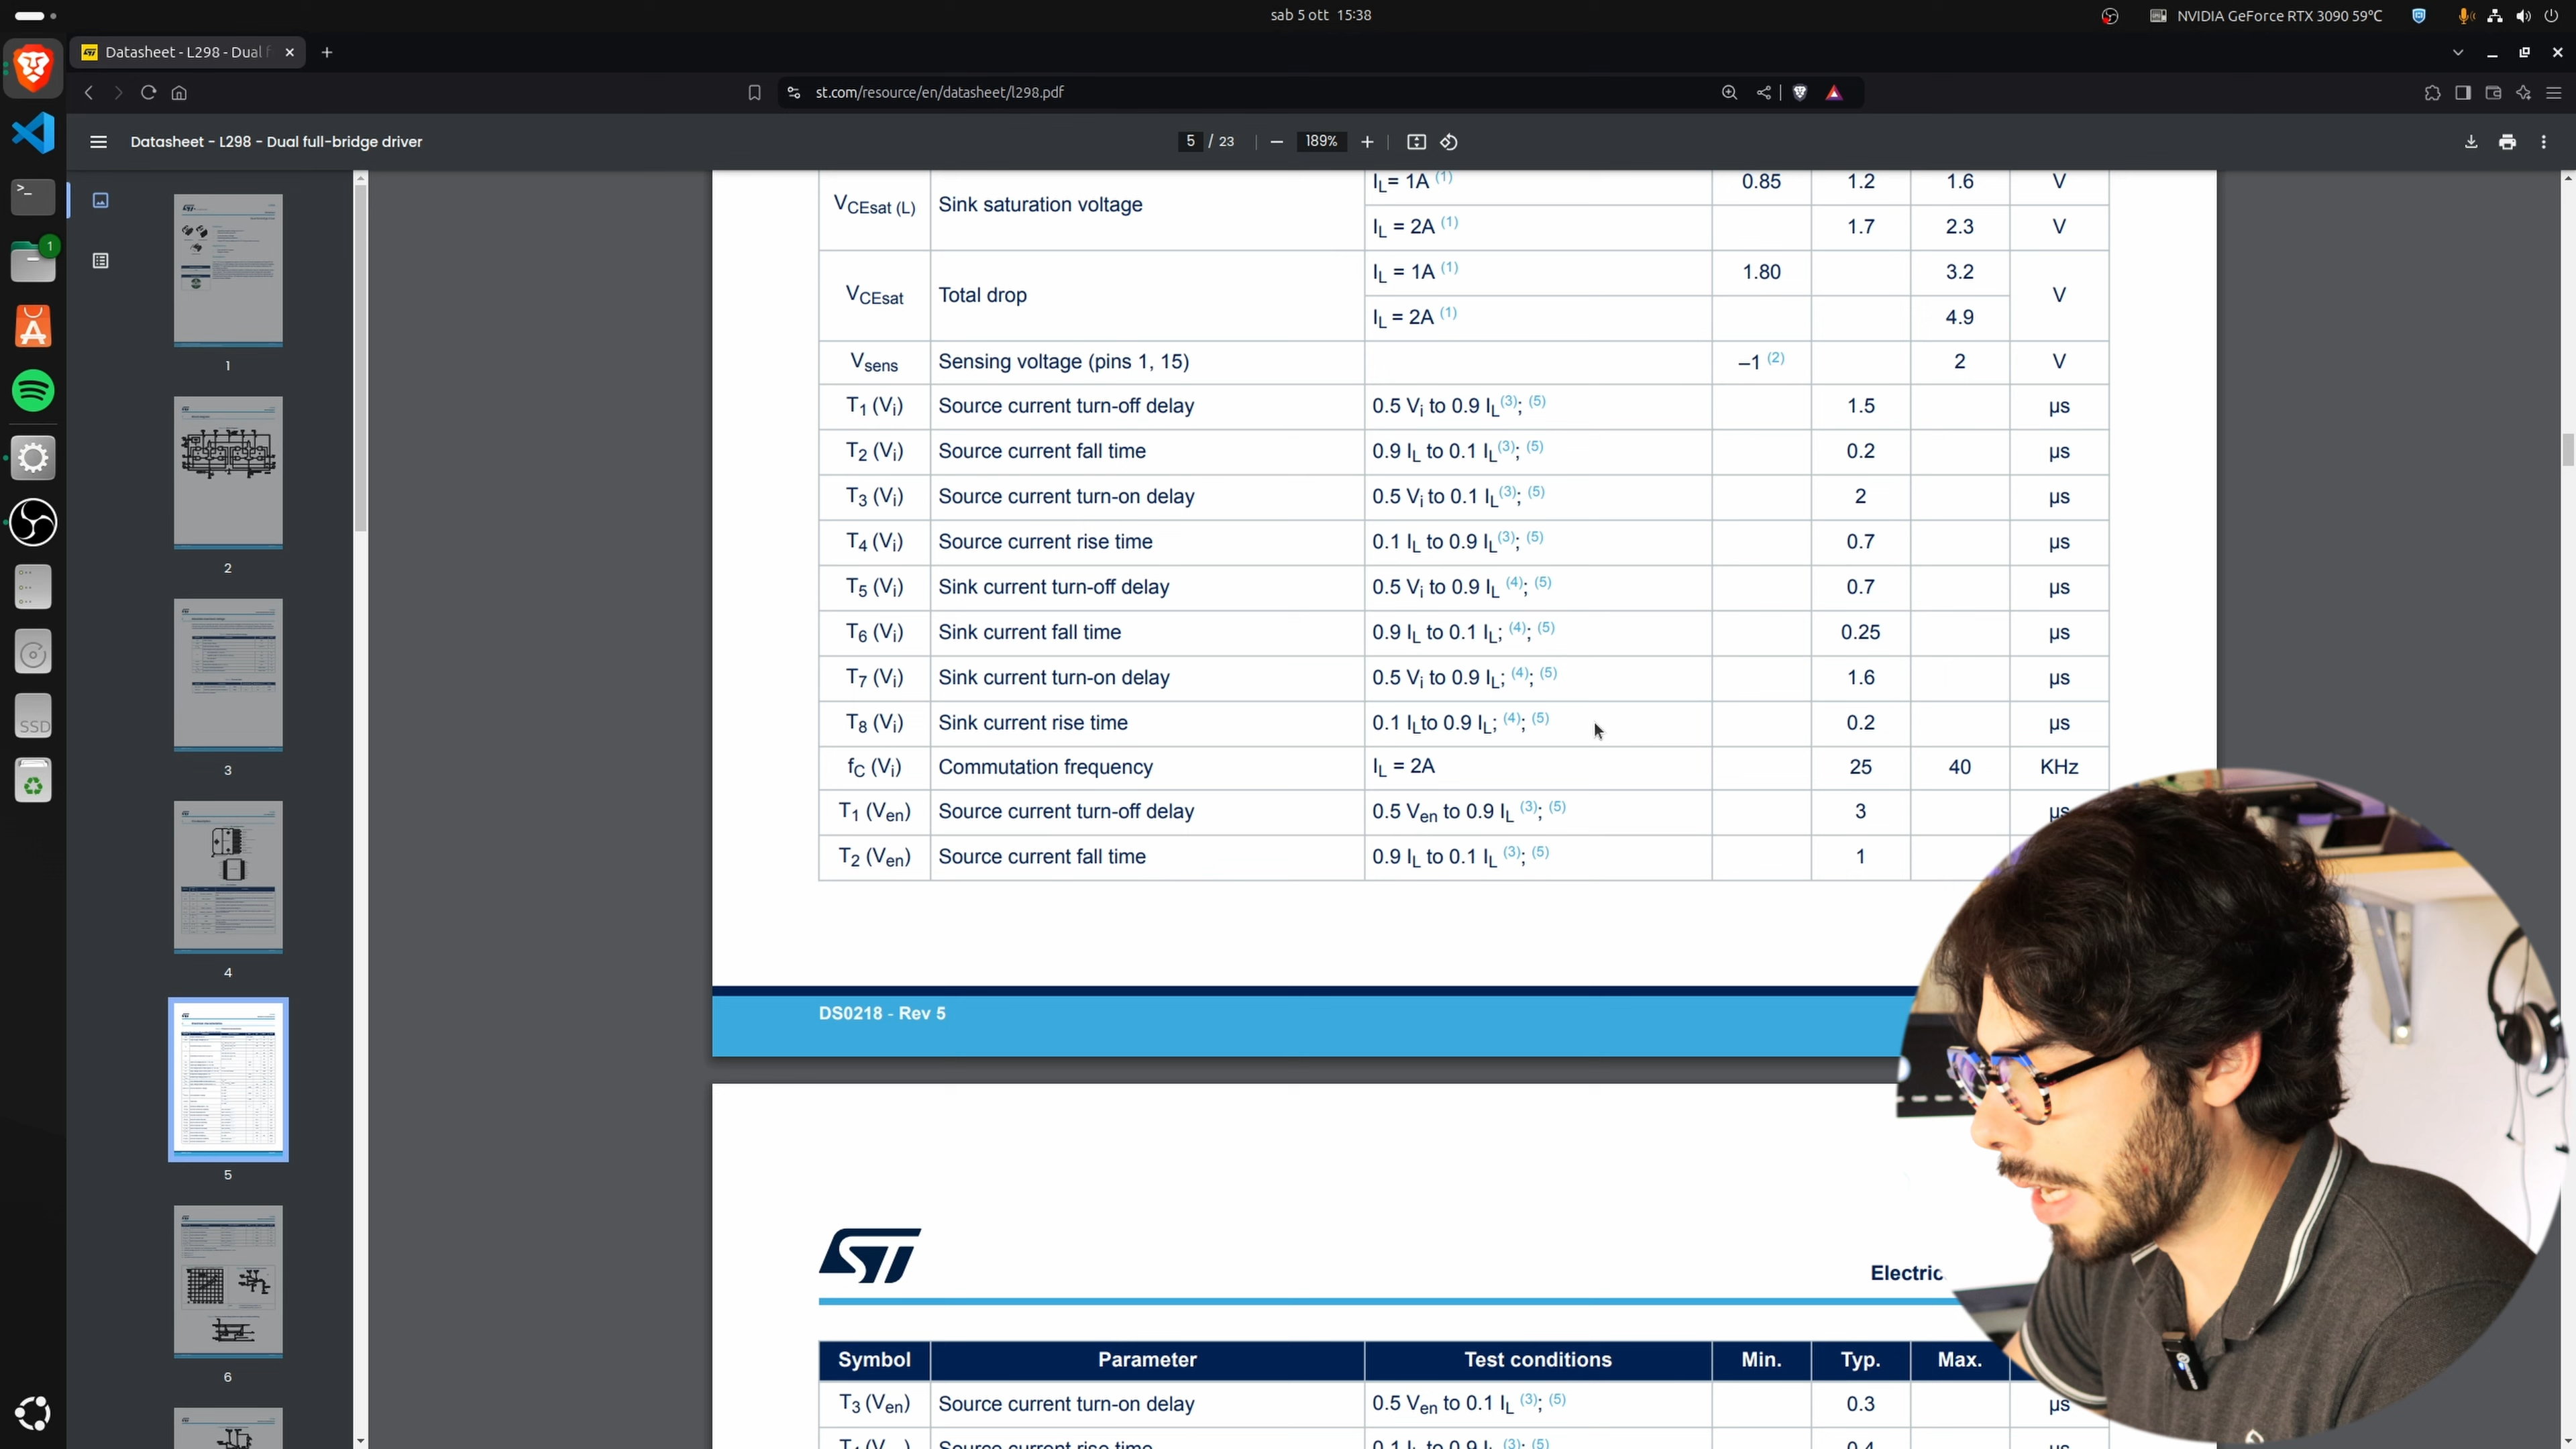 sab 5 ott 15:38
NVIDIA GeForce RTX 3090 59°C
Datasheet - L298 - Dual f
st.com/resource/en/datasheet/l298.pdf
Datasheet - L298 - Dual full-bridge driver
5 / 23
189%
1
2
3
4
5
6
1
SSD
VCEsat (L) Sink saturation voltage
IL= 1A (1) 0.85 1.2 1.6 V
IL = 2A (1) 1.7 2.3 V
VCEsat Total drop
IL = 1A (1) 1.80 3.2
V
IL = 2A (1) 4.9
Vsens Sensing voltage (pins 1, 15) –1 (2) 2 V
T1 (Vi) Source current turn-off delay 0.5 Vi to 0.9 IL(3); (5) 1.5 µs
T2 (Vi) Source current fall time 0.9 IL to 0.1 IL(3); (5) 0.2 µs
T3 (Vi) Source current turn-on delay 0.5 Vi to 0.1 IL(3); (5) 2 µs
T4 (Vi) Source current rise time 0.1 IL to 0.9 IL(3); (5) 0.7 µs
T5 (Vi) Sink current turn-off delay 0.5 Vi to 0.9 IL (4); (5) 0.7 µs
T6 (Vi) Sink current fall time 0.9 IL to 0.1 IL; (4); (5) 0.25 µs
T7 (Vi) Sink current turn-on delay 0.5 Vi to 0.9 IL; (4); (5) 1.6 µs
T8 (Vi) Sink current rise time 0.1 ILto 0.9 IL; (4); (5) 0.2 µs
fC (Vi) Commutation frequency IL = 2A 25 40 KHz
T1 (Ven) Source current turn-off delay 0.5 Ven to 0.9 IL (3); (5) 3 µs
T2 (Ven) Source current fall time 0.9 IL to 0.1 IL (3); (5) 1
DS0218 - Rev 5
ST
Electric
Symbol Parameter Test conditions Min. Typ. Max.
T3 (Ven) Source current turn-on delay 0.5 Ven to 0.1 IL (3); (5) 0.3 µs